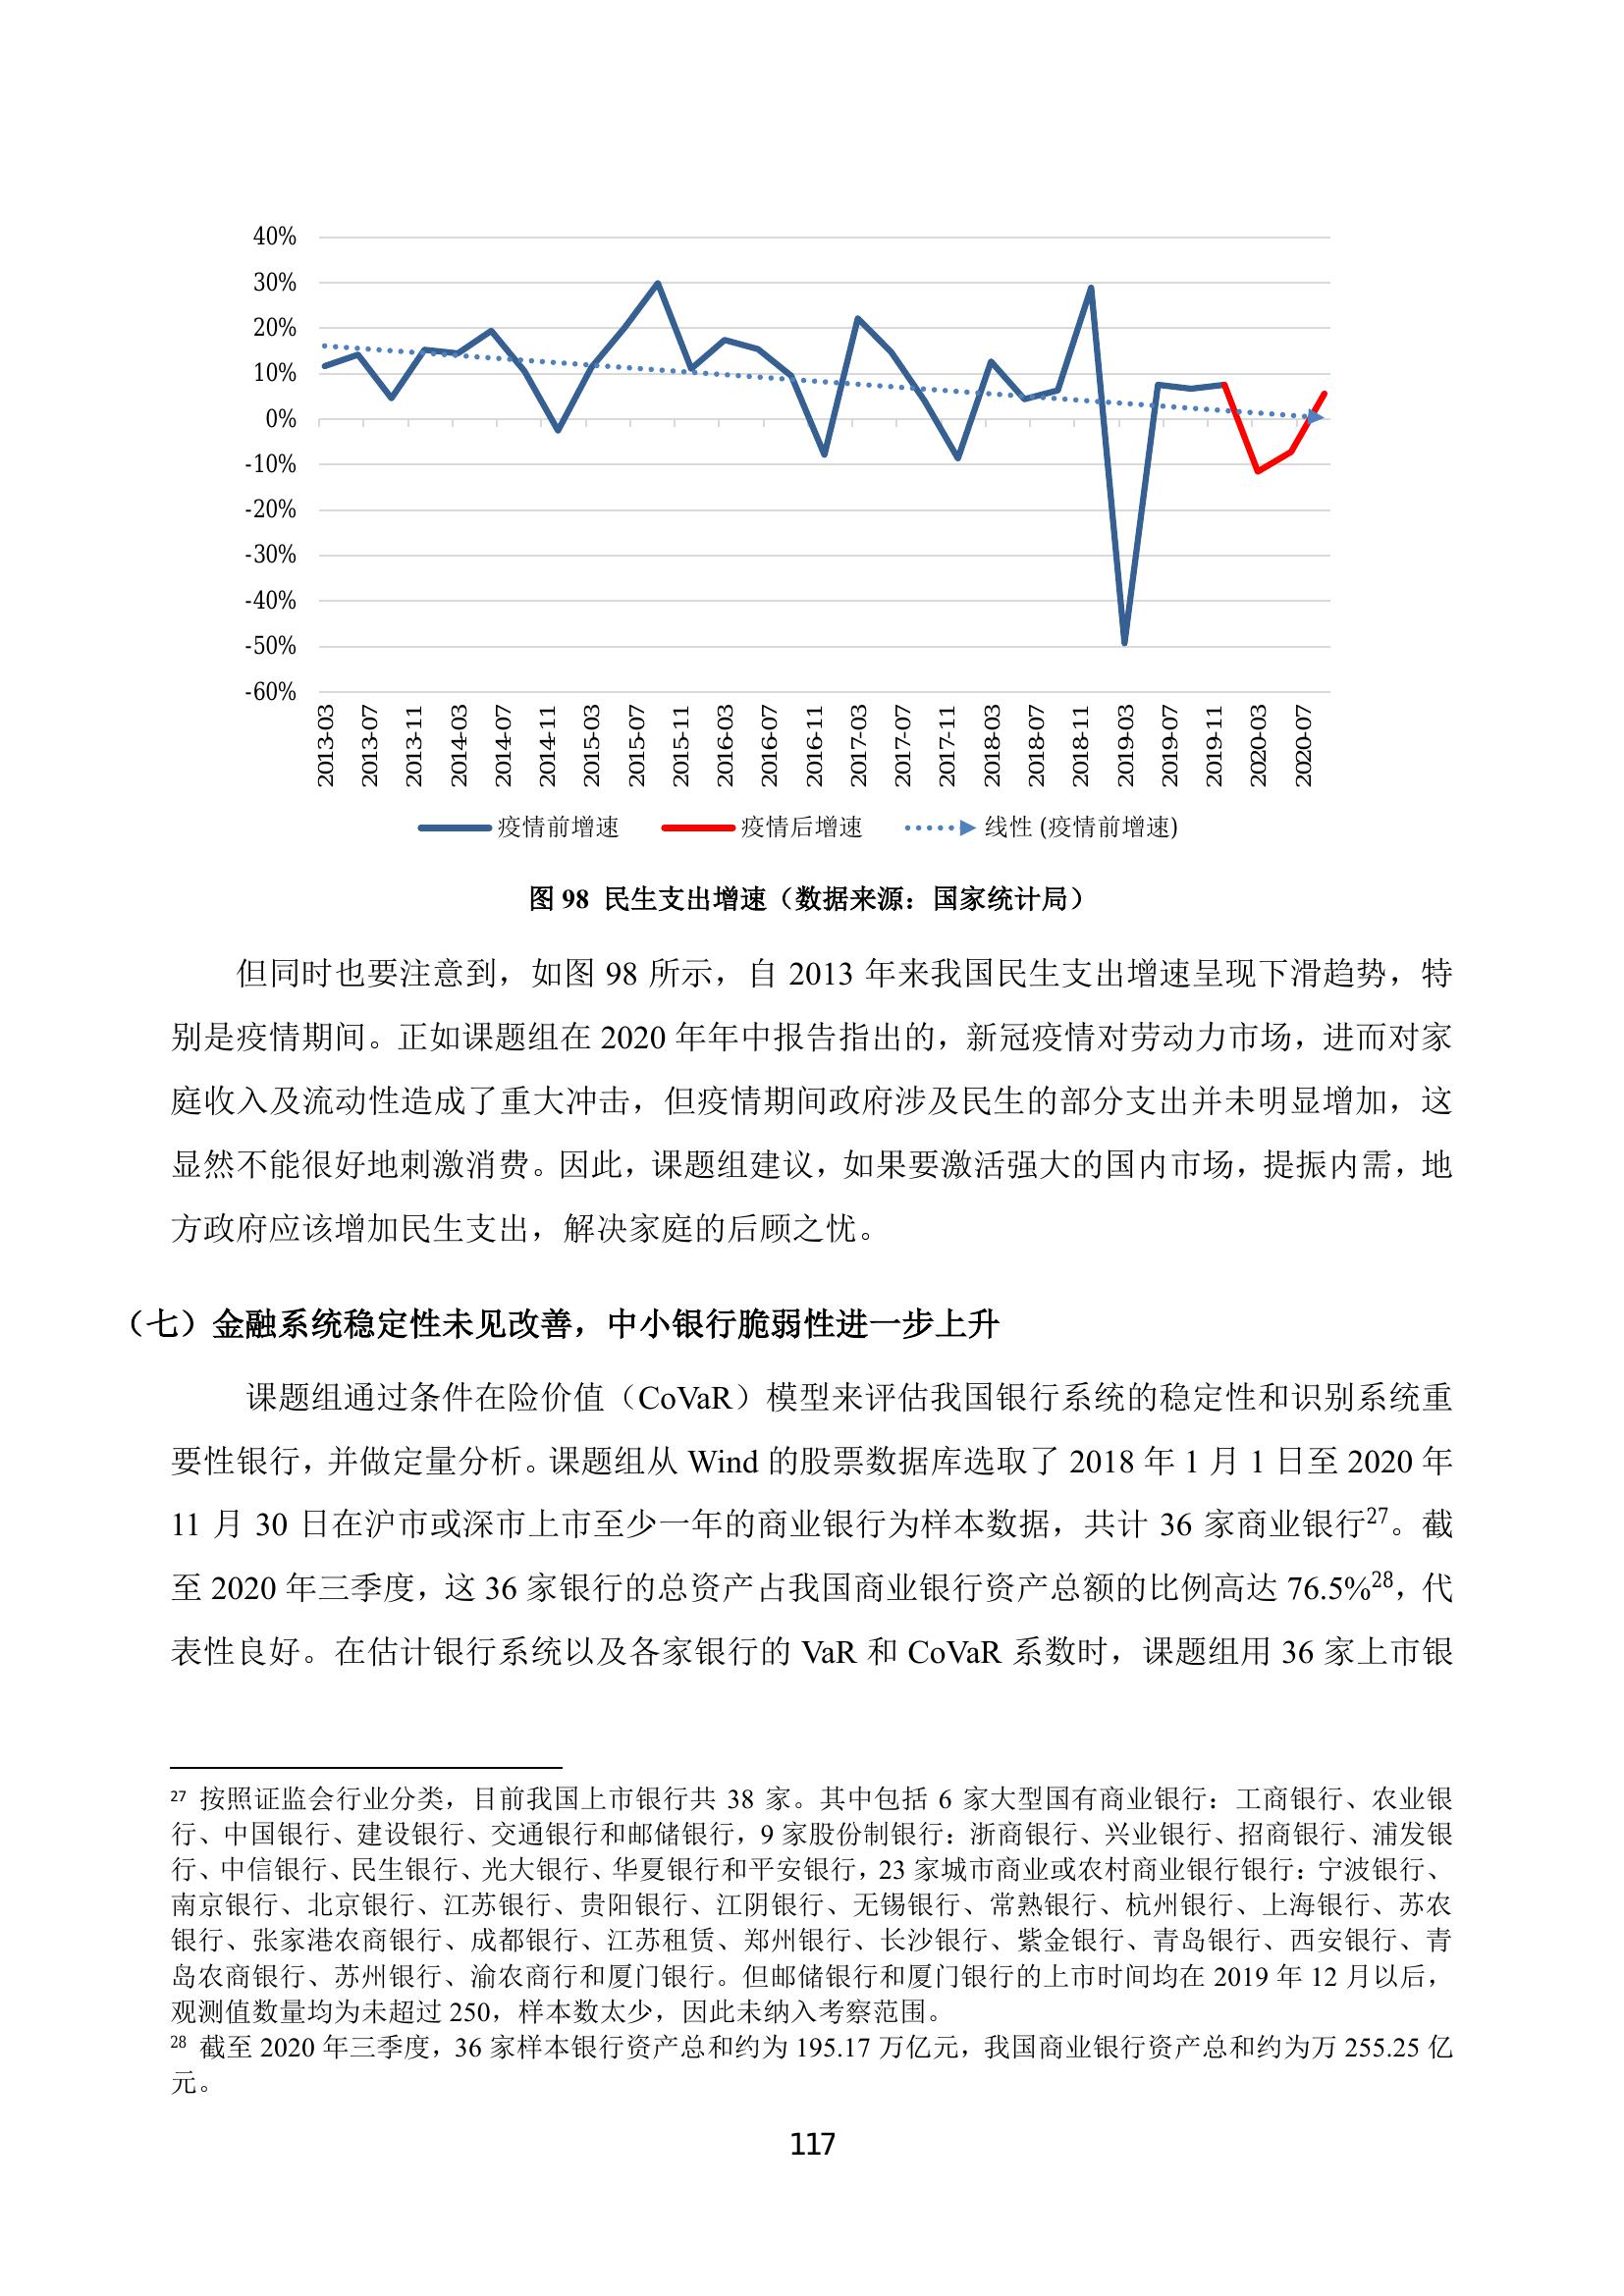 40%
30%
20%
10%
0%
-10%
-20%
-30%
-40%
-50%
-60%
2013-03
2013-07
2013-11
2014-03
2014-07
2014-11
2015-03
2015-07
2015-11
2016-03
2016-07
2016-11
2017-03
2017-07
2017-11
2018-03
2018-07
2018-11
2019-03
2019-07
2019-11
2020-03
2020-07
疫情前增速 疫情后增速 线性 (疫情前增速)
图 98 民生支出增速（数据来源：国家统计局）
但同时也要注意到，如图 98 所示，自 2013 年来我国民生支出增速呈现下滑趋势，特
别是疫情期间。正如课题组在 2020 年年中报告指出的，新冠疫情对劳动力市场，进而对家
庭收入及流动性造成了重大冲击，但疫情期间政府涉及民生的部分支出并未明显增加，这
显然不能很好地刺激消费。因此，课题组建议，如果要激活强大的国内市场，提振内需，地
方政府应该增加民生支出，解决家庭的后顾之忧。
（七）金融系统稳定性未见改善，中小银行脆弱性进一步上升
课题组通过条件在险价值（CoVaR）模型来评估我国银行系统的稳定性和识别系统重
要性银行，并做定量分析。课题组从 Wind 的股票数据库选取了 2018 年 1 月 1 日至 2020 年
11 月 30 日在沪市或深市上市至少一年的商业银行为样本数据，共计 36 家商业银行27。截
至 2020 年三季度，这 36 家银行的总资产占我国商业银行资产总额的比例高达 76.5%28，代
表性良好。在估计银行系统以及各家银行的 VaR 和 CoVaR 系数时，课题组用 36 家上市银
27 按照证监会行业分类，目前我国上市银行共 38 家。其中包括 6 家大型国有商业银行：工商银行、农业银
行、中国银行、建设银行、交通银行和邮储银行，9 家股份制银行：浙商银行、兴业银行、招商银行、浦发银
行、中信银行、民生银行、光大银行、华夏银行和平安银行，23 家城市商业或农村商业银行银行：宁波银行、
南京银行、北京银行、江苏银行、贵阳银行、江阴银行、无锡银行、常熟银行、杭州银行、上海银行、苏农
银行、张家港农商银行、成都银行、江苏租赁、郑州银行、长沙银行、紫金银行、青岛银行、西安银行、青
岛农商银行、苏州银行、渝农商行和厦门银行。但邮储银行和厦门银行的上市时间均在 2019 年 12 月以后，
观测值数量均为未超过 250，样本数太少，因此未纳入考察范围。
28 截至 2020 年三季度，36 家样本银行资产总和约为 195.17 万亿元，我国商业银行资产总和约为万 255.25 亿
元。
117